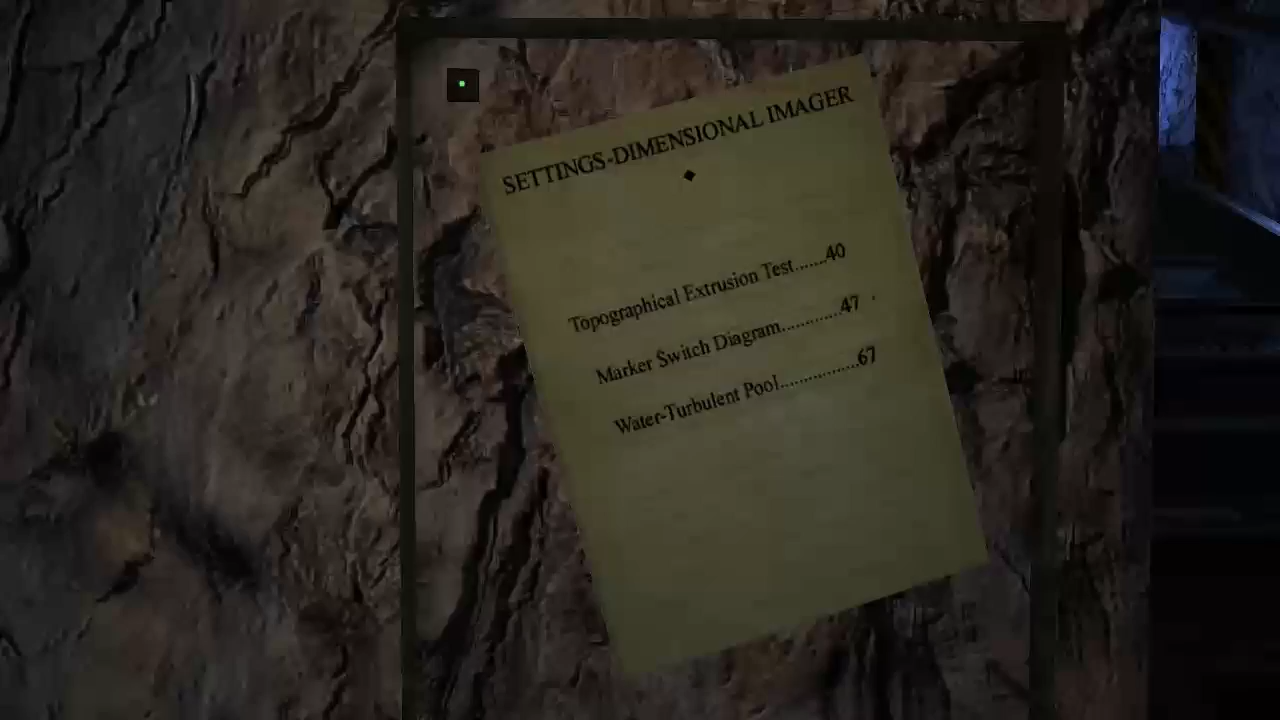 SETTINGS-DIMENSIONAL IMAGER
Topographical Extrusion Test.......40
Marker Switch Diagram.............47
Water-Turbulent Pool.................67